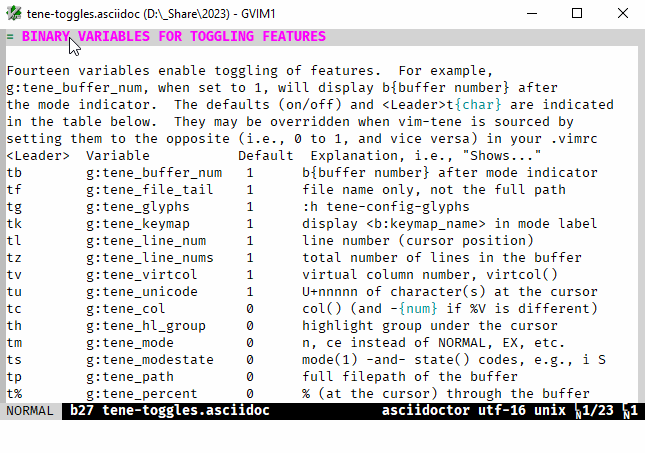 tene-toggles.asciidoc (D:\_Share\2023) - GVIM1
= BINARY VARIABLES FOR TOGGLING FEATURES
Fourteen variables enable toggling of features.  For example,
g:tene_buffer_num, when set to 1, will display b{buffer number} after
the mode indicator.  The defaults (on/off) and <Leader>t{char} are indicated
in the table below.  They may be overridden when vim-tene is sourced by
setting them to the opposite (i.e., 0 to 1, and vice versa) in your .vimrc
<Leader>  Variable           Default  Explanation, i.e., "Shows..."
tb        g:tene_buffer_num   1       b{buffer number} after mode indicator
tf        g:tene_file_tail    1       file name only, not the full path
tg        g:tene_glyphs       1       :h tene-config-glyphs
tk        g:tene_keymap       1       display <b:keymap_name> in mode label
tl        g:tene_line_num     1       line number (cursor position)
tz        g:tene_line_nums    1       total number of lines in the buffer
tv        g:tene_virtcol      1       virtual column number, virtcol()
tu        g:tene_unicode      1       U+nnnnn of character(s) at the cursor
tc        g:tene_col          0       col() (and -{num} if %V is different)
th        g:tene_hl_group     0       highlight group under the cursor
tm        g:tene_mode         0       n, ce instead of NORMAL, EX, etc.
ts        g:tene_modestate    0       mode(1) -and- state() codes, e.g., i S
tp        g:tene_path         0       full filepath of the buffer
t%        g:tene_percent      0       % (at the cursor) through the buffer
NORMAL  b27 tene-toggles.asciidoc  asciidoctor utf-16 unix ␤1/23 ␤1